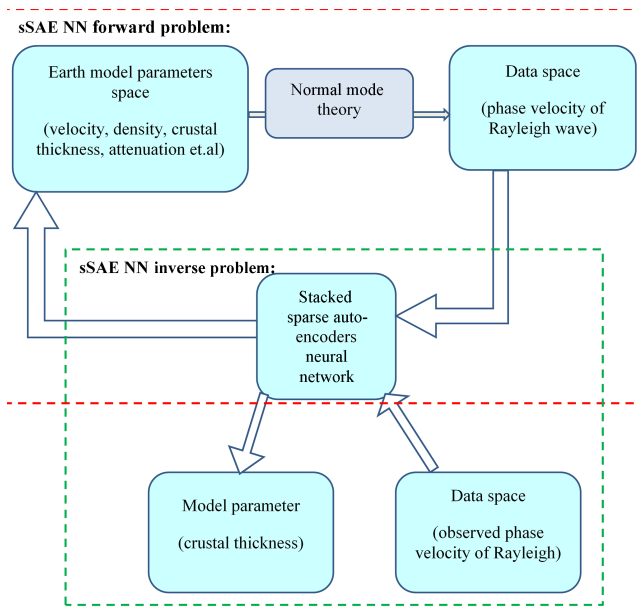 sSAE NN forward problem:
Earth model parameters
space
(velocity, density, crustal
thickness, attenuation et.al)
Normal mode
theory
Data space
(phase velocity of
Rayleigh wave)
sSAE NN inverse problem:
Stacked
sparse auto-
encoders
neural
network
Model parameter
(crustal thickness)
Data space
(observed phase
velocity of Rayleigh)